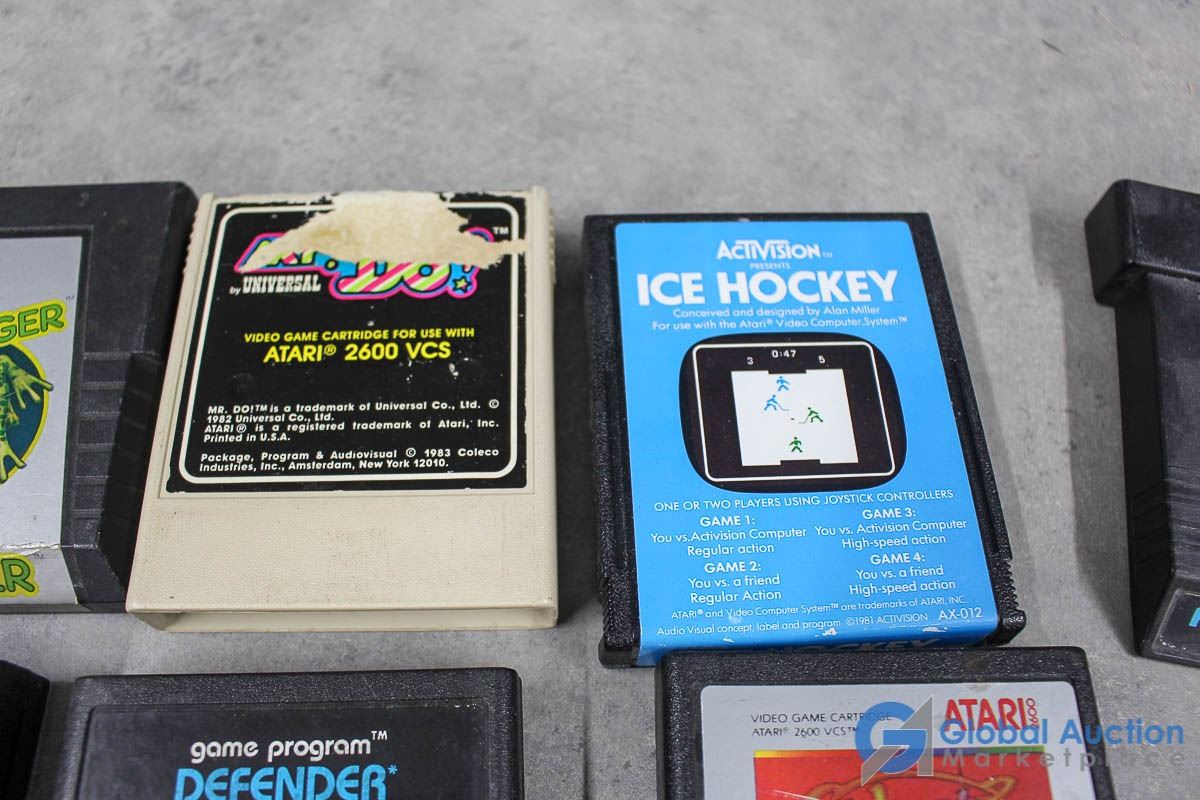 GER
TM
R
TM
DO!
TM
by UNIVERSAL
VIDEO GAME CARTRIDGE FOR USE WITH
ATARI® 2600 VCS
MR. DO!™ is a trademark of Universal Co., Ltd. ©
1982 Universal Co., Ltd.
ATARI ® is a registered trademark of Atari, Inc.
Printed in U.S.A.
Package, Program & Audiovisual © 1983 Coleco
Industries, Inc., Amsterdam, New York 12010.
ACTIVISION™
PRESENTS
ICE HOCKEY
Conceived and designed by Alan Miller
For use with the Atari® Video Computer System™
3 0:47 5
ONE OR TWO PLAYERS USING JOYSTICK CONTROLLERS
GAME 1:
You vs. Activision Computer
Regular action
GAME 2:
You vs. a friend
Regular Action
GAME 3:
You vs. Activision Computer
High-speed action
GAME 4:
You vs. a friend
High-speed action
ATARI® and Video Computer System™ are trademarks of ATARI, INC.
Audio Visual concept, label and program ©1981 ACTIVISION AX-012
HOCKEY
game program™
DEFENDER*
VIDEO GAME CARTRIDGE
ATARI® 2600 VCS™
ATARI
2600
Global Auction
Marketplace